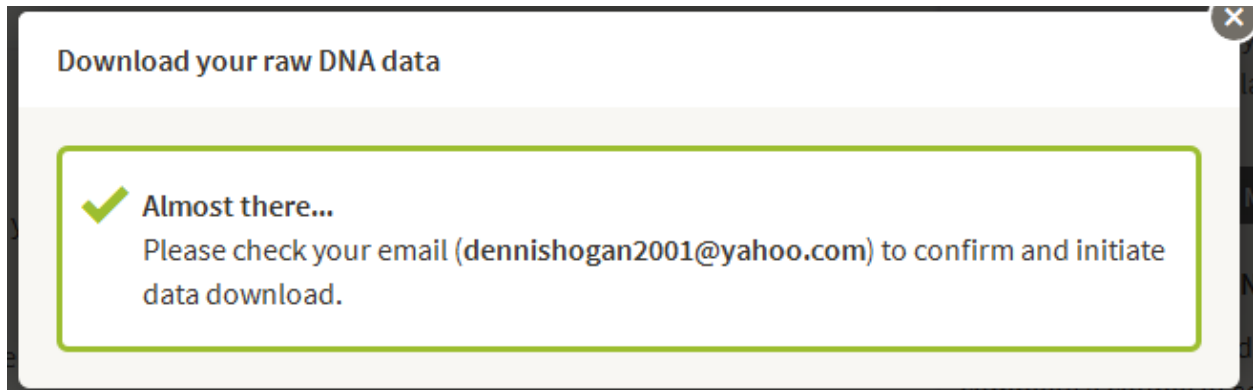 Download your raw DNA data
Almost there...
Please check your email (dennishogan2001@yahoo.com) to confirm and initiate
data download.